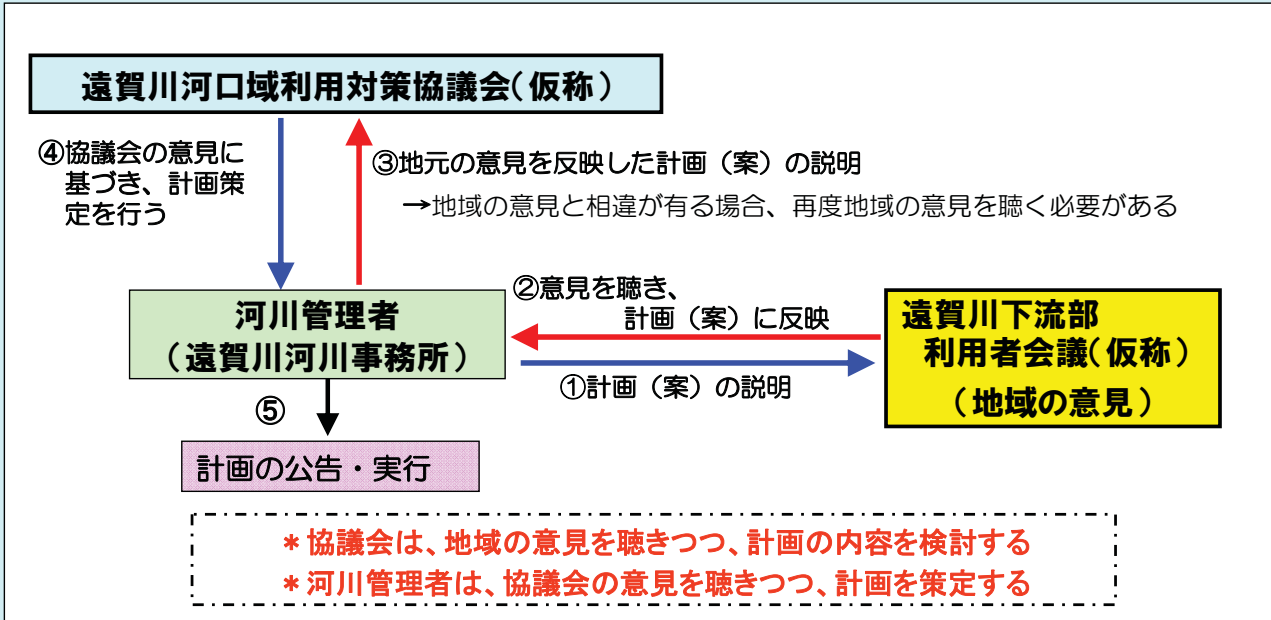 遠賀川河口域利用対策協議会(仮称)
④協議会の意見に
基づき、計画策
定を行う
③地元の意見を反映した計画（案）の説明
→地域の意見と相違が有る場合、再度地域の意見を聴く必要がある
河川管理者
（遠賀川河川事務所）
②意見を聴き、
計画（案）に反映
①計画（案）の説明
遠賀川下流部
利用者会議(仮称)
（地域の意見）
⑤
計画の公告・実行
＊協議会は、地域の意見を聴きつつ、計画の内容を検討する
＊河川管理者は、協議会の意見を聴きつつ、計画を策定する